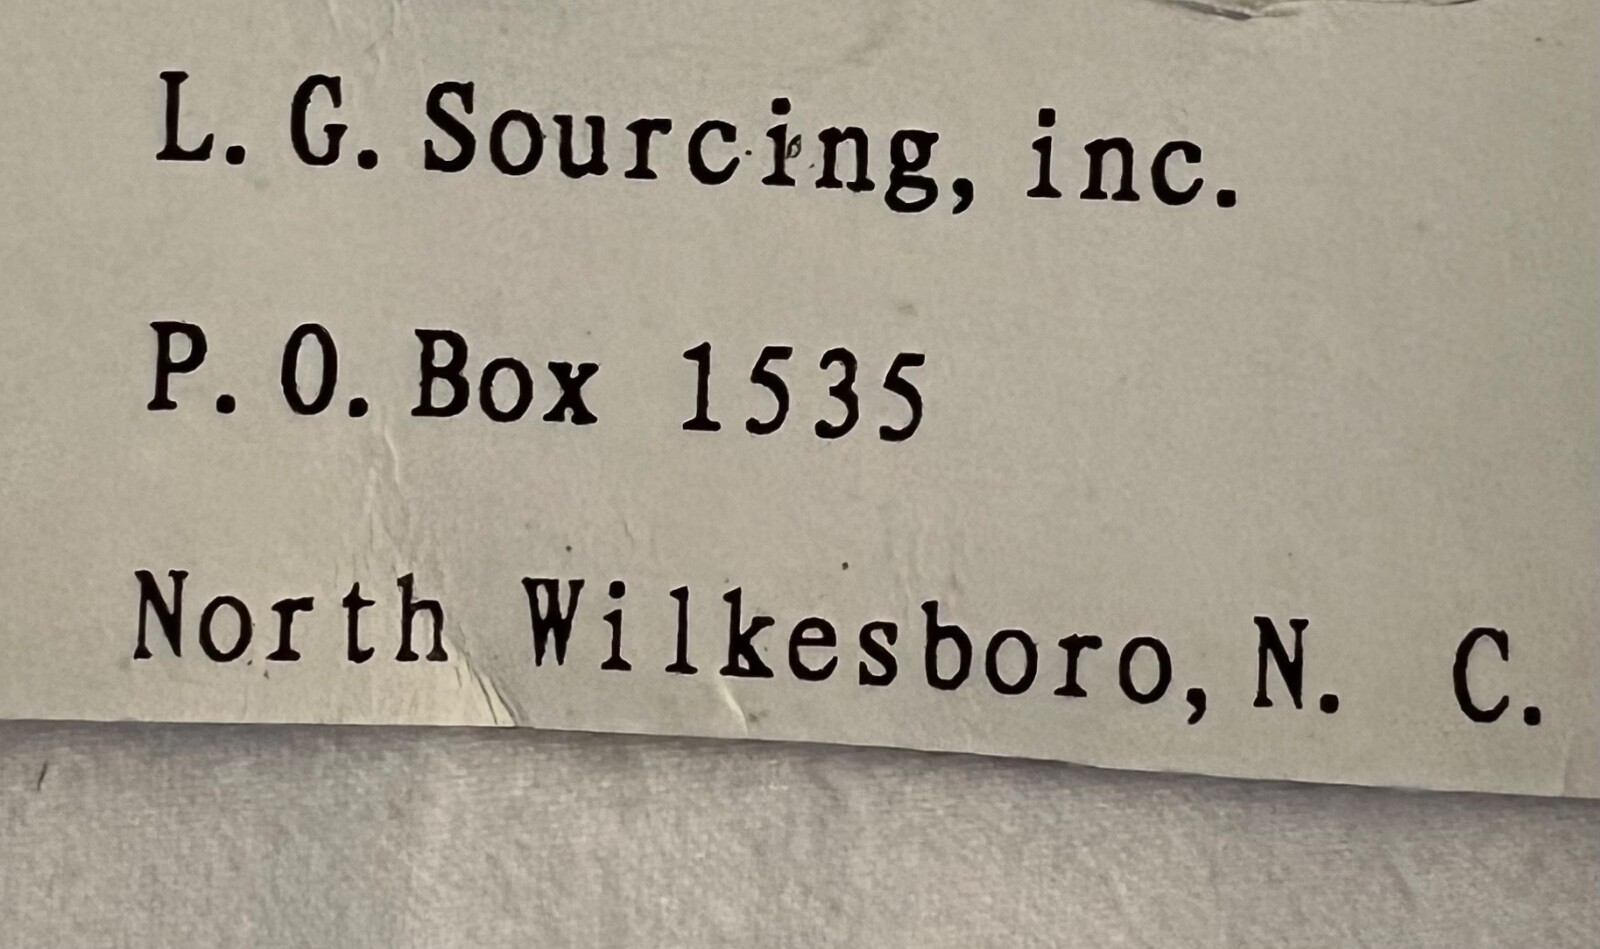 L. G. Sourcing, inc.
P. O. Box 1535
North Wilkesboro, N. C.